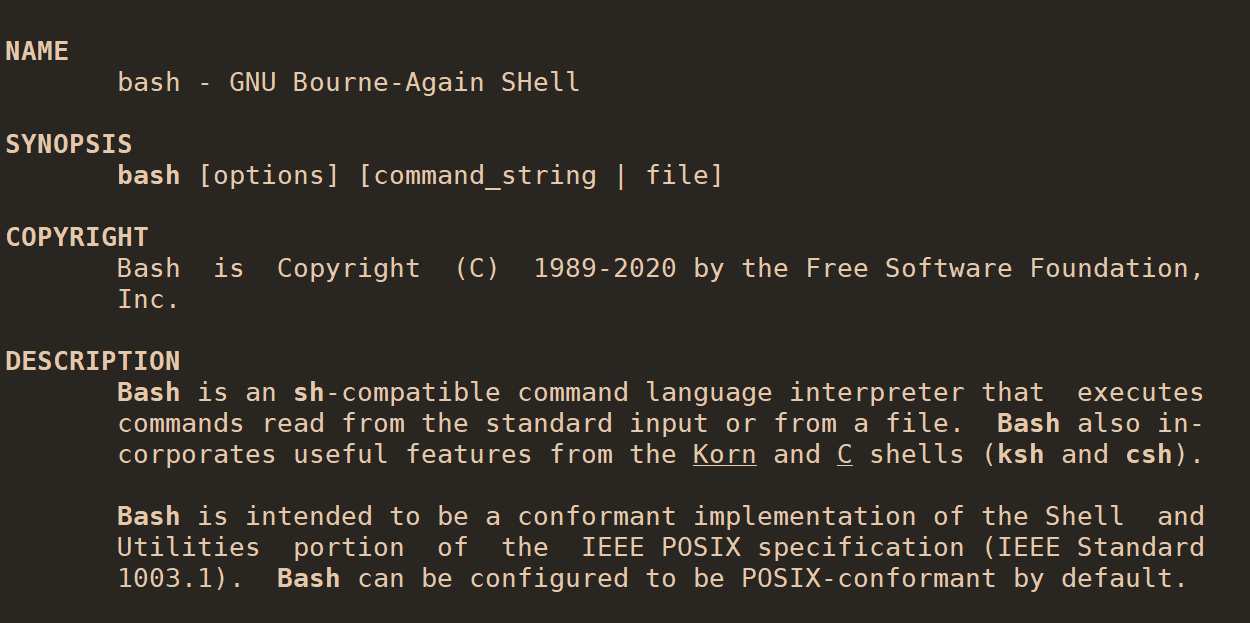 NAME
bash - GNU Bourne-Again SHell
SYNOPSIS
bash [options] [command_string | file]
COPYRIGHT
Bash  is  Copyright  (C)  1989-2020 by the Free Software Foundation,
Inc.
DESCRIPTION
Bash is an sh-compatible command language interpreter that  executes
commands read from the standard input or from a file.  Bash also in-
corporates useful features from the Korn and C shells (ksh and csh).
Bash is intended to be a conformant implementation of the Shell  and
Utilities  portion  of  the  IEEE POSIX specification (IEEE Standard
1003.1).  Bash can be configured to be POSIX-conformant by default.